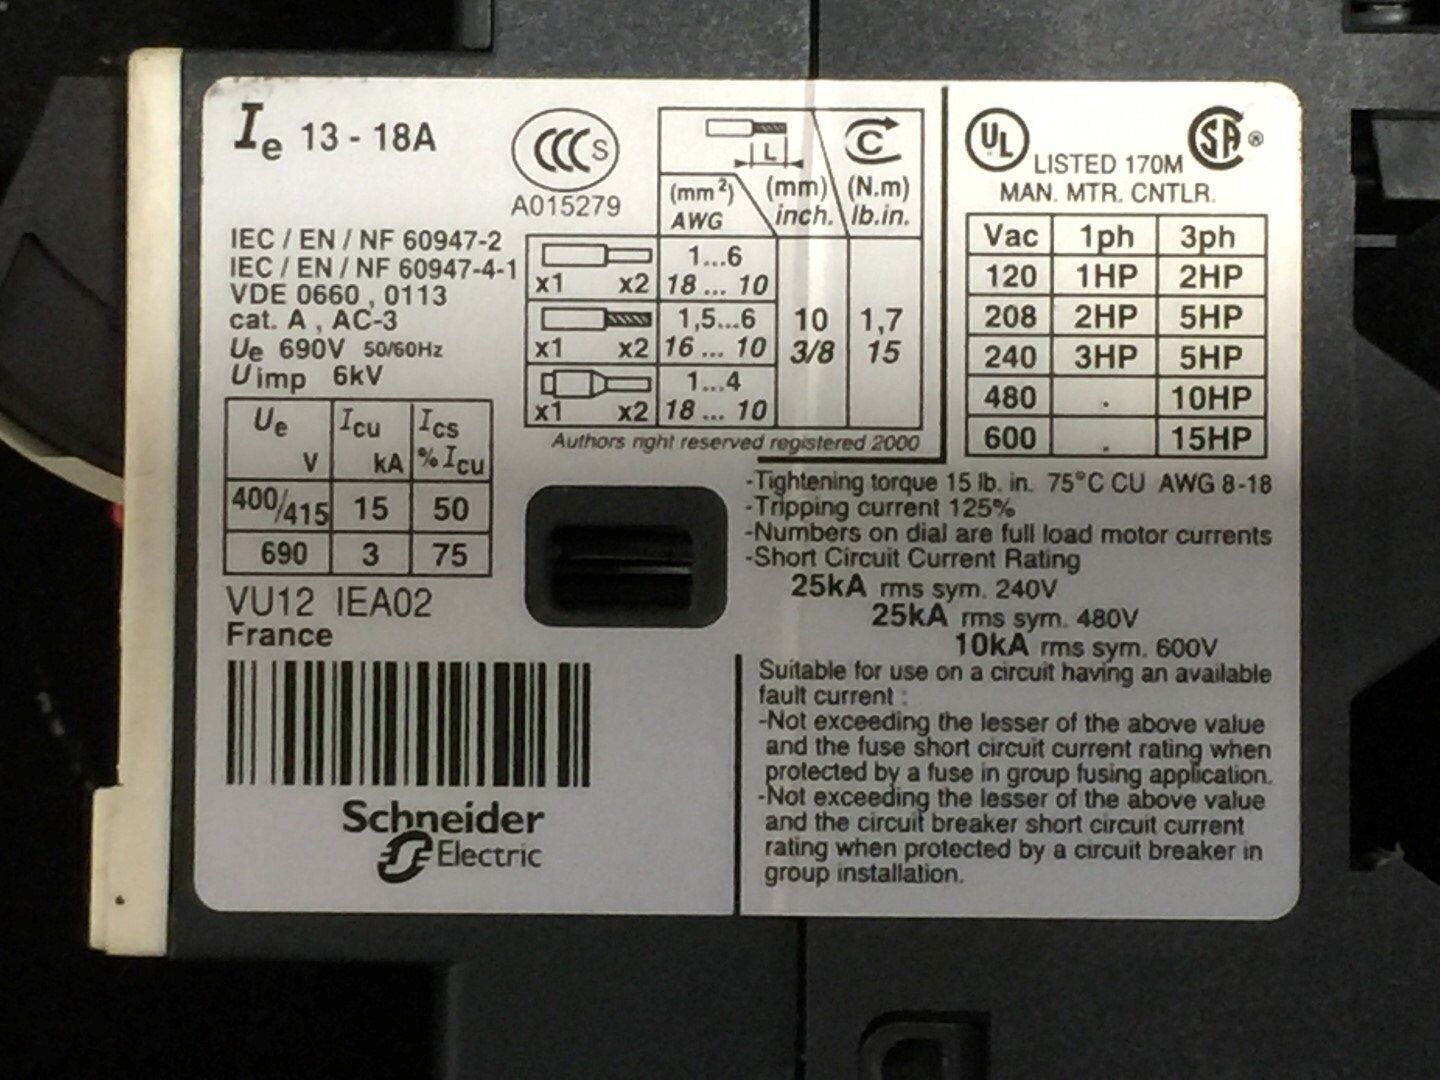 Ie 13 - 18A
CCC S
A015279
IEC / EN / NF 60947-2
IEC / EN / NF 60947-4-1
VDE 0660 , 0113
cat. A , AC-3
Ue 690V 50/60Hz
Uimp 6kV
Ue V Icu kA Ics %Icu
400/415 15 50
690 3 75
VU12 IEA02
France
Schneider
Electric
L C
(mm²) (mm) (N.m)
AWG inch. lb.in.
1...6
x1 x2 18 ... 10
1,5...6 10 1,7
x1 x2 16 ... 10 3/8 15
1...4
x1 x2 18 ... 10
Authors right reserved registered 2000
UL LISTED 170M SA ®
MAN. MTR. CNTLR.
Vac 1ph 3ph
120 1HP 2HP
208 2HP 5HP
240 3HP 5HP
480 . 10HP
600 . 15HP
-Tightening torque 15 lb. in. 75°C CU AWG 8-18
-Tripping current 125%
-Numbers on dial are full load motor currents
-Short Circuit Current Rating
25kA rms sym. 240V
25kA rms sym. 480V
10kA rms sym. 600V
Suitable for use on a circuit having an available
fault current :
-Not exceeding the lesser of the above value
and the fuse short circuit current rating when
protected by a fuse in group fusing application.
-Not exceeding the lesser of the above value
and the circuit breaker short circuit current
rating when protected by a circuit breaker in
group installation.